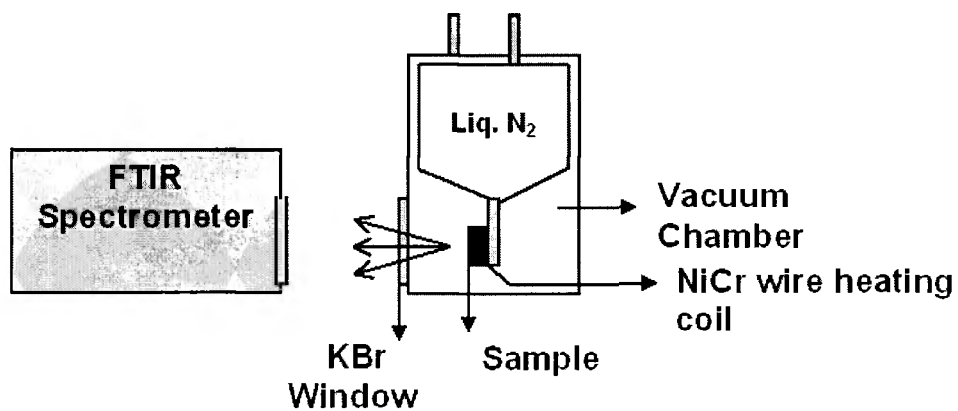 Liq. N₂
FTIR
Spectrometer
Vacuum
Chamber
NiCr wire heating
coil
KBr
Window
Sample